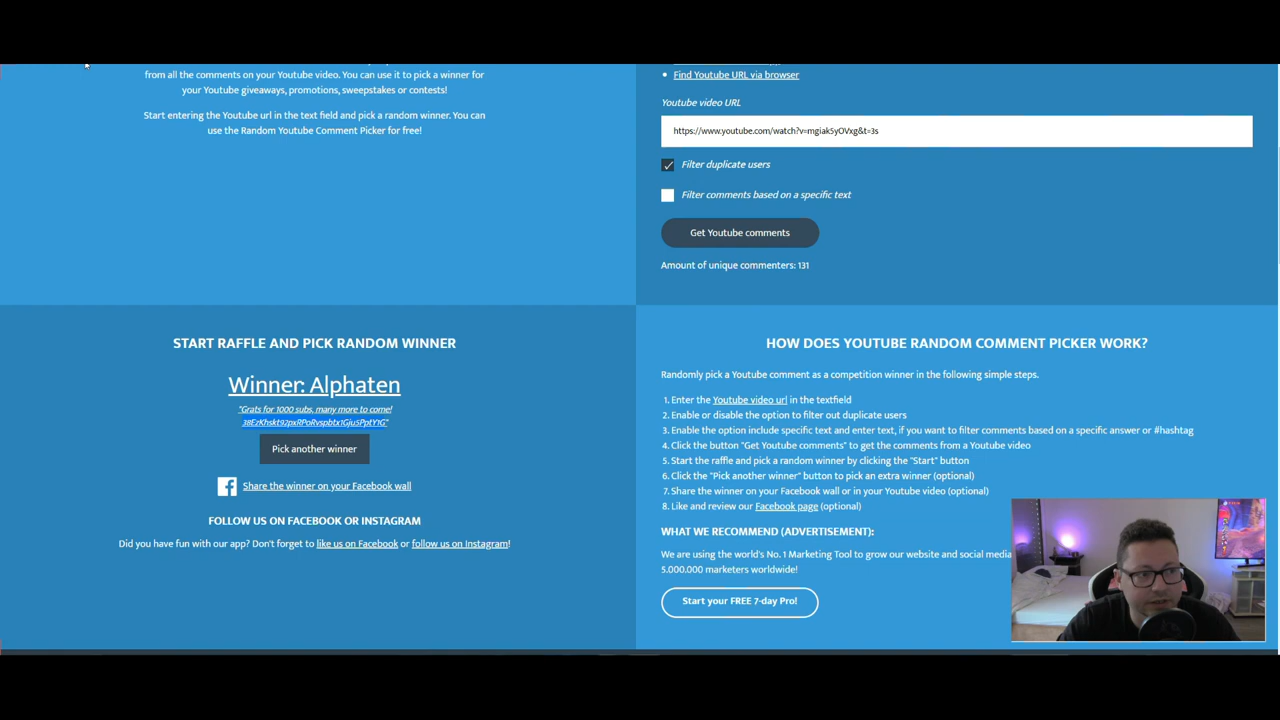 from all the comments on your Youtube video. You can use it to pick a winner for
your Youtube giveaways, promotions, sweepstakes or contests!
Start entering the Youtube url in the text field and pick a random winner. You can
use the Random Youtube Comment Picker for free!
Find Youtube URL via browser
Youtube video URL
https://www.youtube.com/watch?v=mgiak5yOVxg&t=3s
Filter duplicate users
Filter comments based on a specific text
Get Youtube comments
Amount of unique commenters: 131
START RAFFLE AND PICK RANDOM WINNER
Winner: Alphaten
"Grats for 1000 subs, many more to come!
Pick another winner
Share the winner on your Facebook wall
FOLLOW US ON FACEBOOK OR INSTAGRAM
Did you have fun with our app? Don't forget to like us on Facebook or follow us on Instagram!
HOW DOES YOUTUBE RANDOM COMMENT PICKER WORK?
Randomly pick a Youtube comment as a competition winner in the following simple steps.
1. Enter the Youtube video url in the textfield
2. Enable or disable the option to filter out duplicate users
3. Enable the option include specific text and enter text, if you want to filter comments based on a specific answer or #hashtag
4. Click the button "Get Youtube comments" to get the comments from a Youtube video
5. Start the raffle and pick a random winner by clicking the "Start" button
6. Click the "Pick another winner" button to pick an extra winner (optional)
7. Share the winner on your Facebook wall or in your Youtube video (optional)
8. Like and review our Facebook page (optional)
WHAT WE RECOMMEND (ADVERTISEMENT):
We are using the world's No. 1 Marketing Tool to grow our website and social media
5.000.000 marketers worldwide!
Start your FREE 7-day Pro!